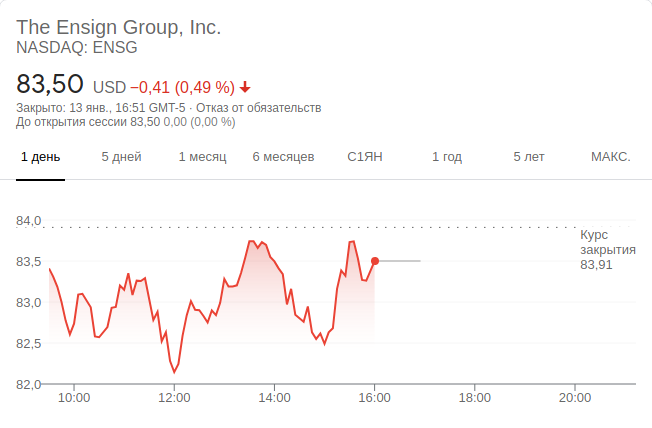 The Ensign Group, Inc.
NASDAQ: ENSG
83,50 USD −0,41 (0,49 %)
Закрыто: 13 янв., 16:51 GMT-5 · Отказ от обязательств
До открытия сессии 83,50 0,00 (0,00 %)
1 день 5 дней 1 месяц 6 месяцев С1ЯН 1 год 5 лет МАКС.
84,0
Курс
закрытия
83,91
83,5
83,0
82,5
82,0
10:00 12:00 14:00 16:00 18:00 20:00